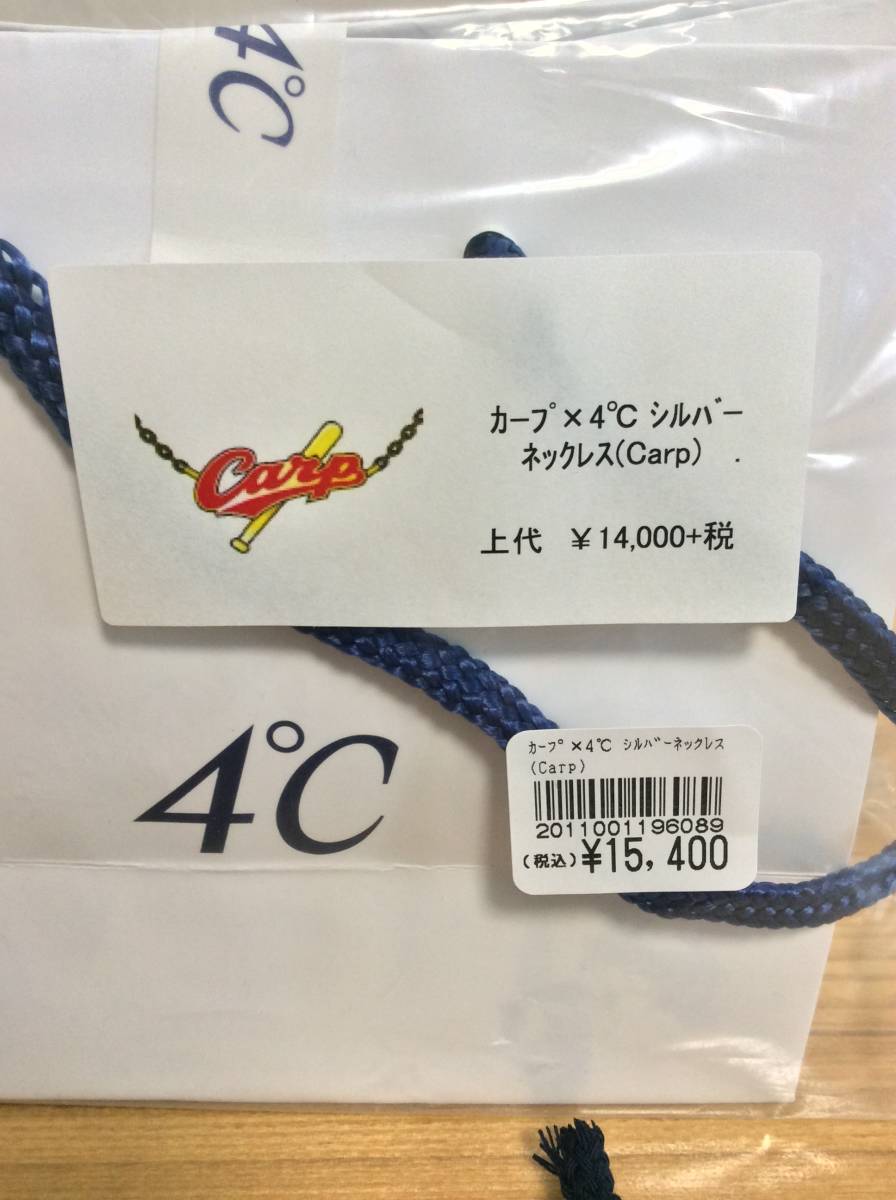 4℃
カープ×4℃ シルバー
ネックレス(Carp)
Carp
上代 ￥14,000+税
4℃
カープ×4℃ シルバーネックレス
(Carp)
2011001196089
(税込)¥15,400